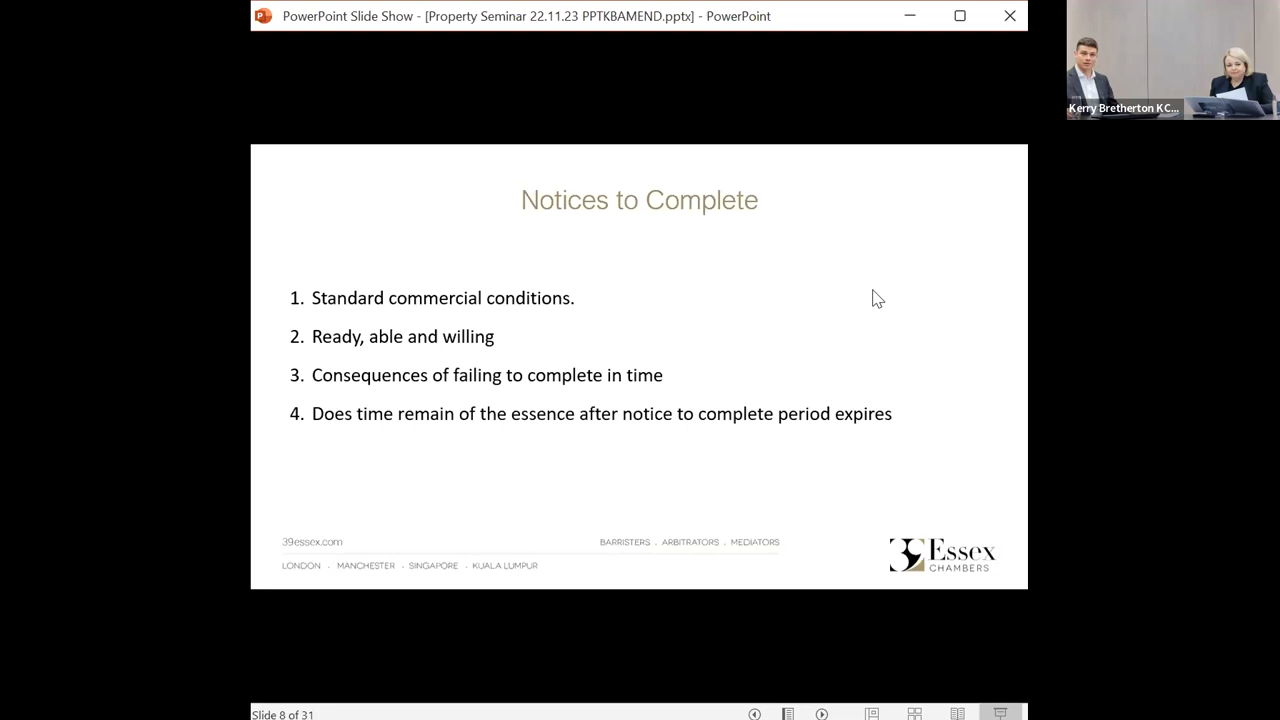 PowerPoint Slide Show - [Property Seminar 22.11.23 PPTKBAMEND.pptx] - PowerPoint
Kerry Bretherton KC...
Notices to Complete
1. Standard commercial conditions.
2. Ready, able and willing
3. Consequences of failing to complete in time
4. Does time remain of the essence after notice to complete period expires
39essex.com
BARRISTERS . ARBITRATORS . MEDIATORS
LONDON . MANCHESTER . SINGAPORE . KUALA LUMPUR
39 Essex
CHAMBERS
Slide 8 of 31